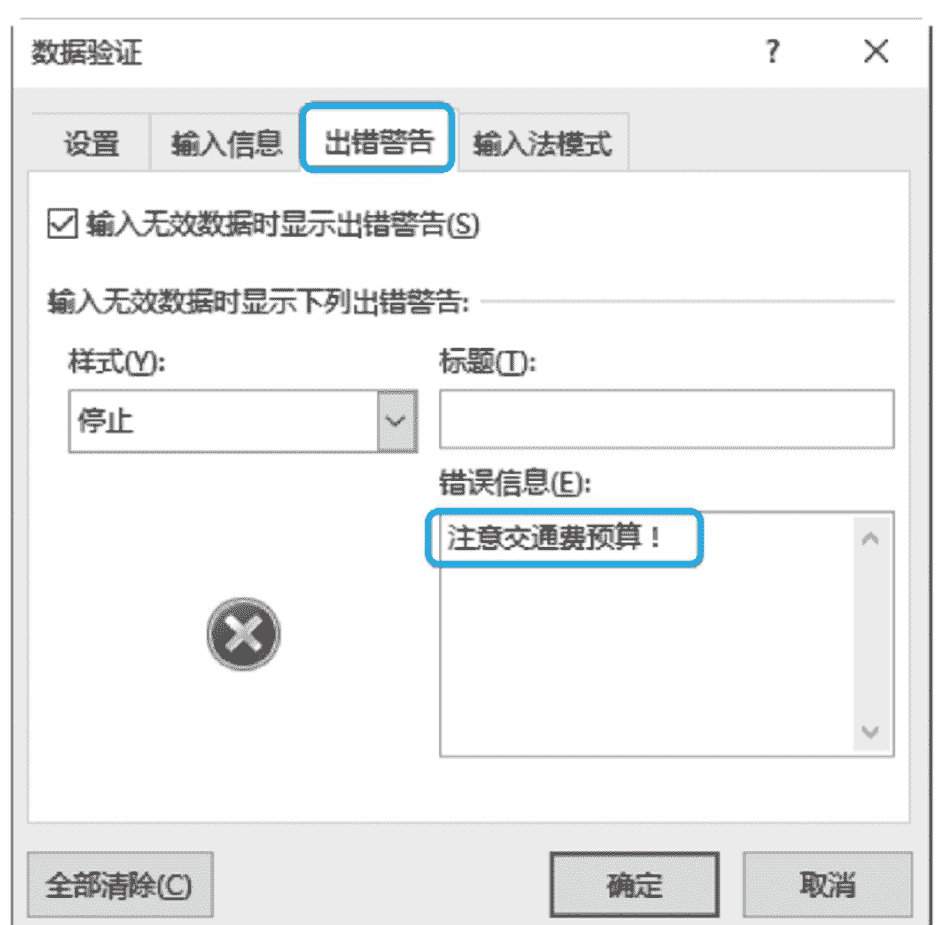 数据验证 ?
设置 输入信息 出错警告 输入法模式
输入无效数据时显示出错警告(S)
输入无效数据时显示下列出错警告:
样式(Y): 标题(T):
停止
错误信息(E):
注意交通费预算！
全部清除(C) 确定 取消